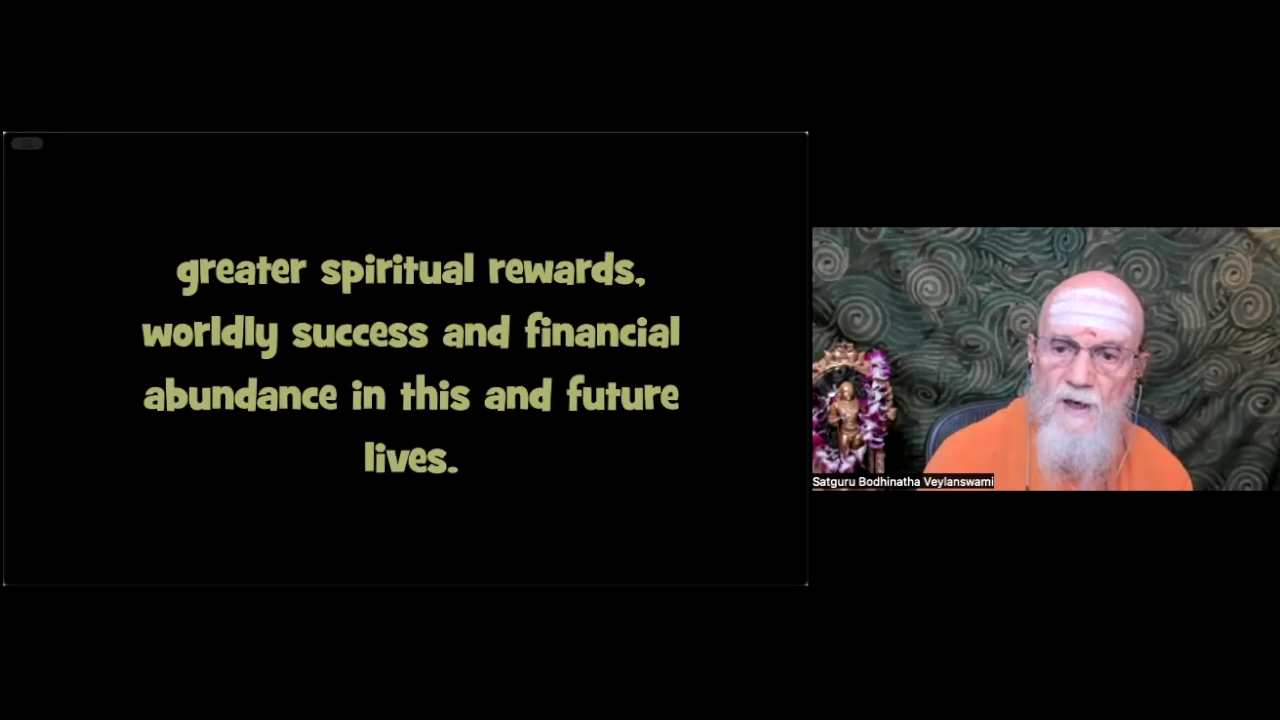 greater spiritual rewards,
worldly success and financial
abundance in this and future
lives.
Satguru Bodhinatha Veylanswami